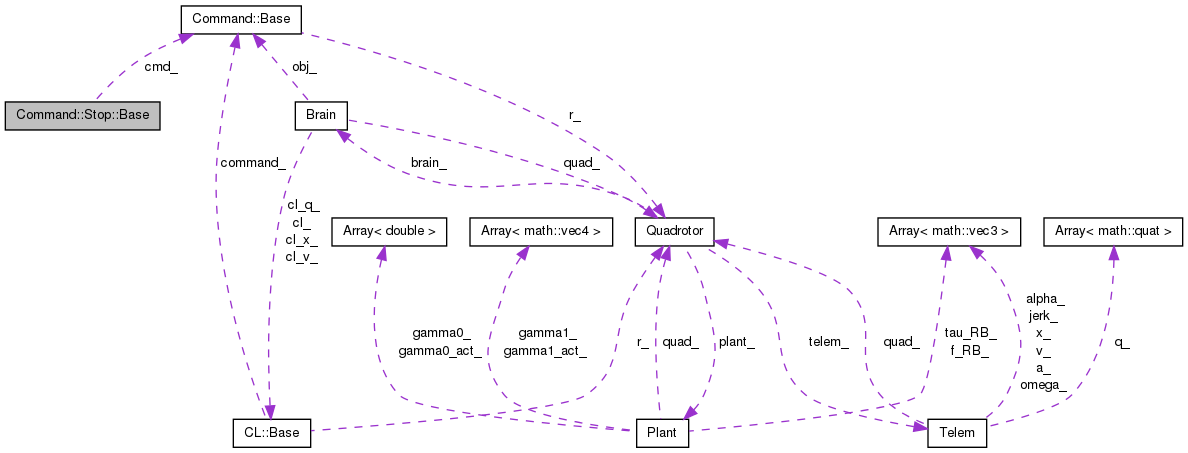 Command::Base
cmd_
obj_
Command::Stop::Base
Brain
r_
command_
brain_
quad_
cl_q_
cl_
cl_x_
cl_v_
Array< double >
Array< math::vec4 >
Quadrotor
Array< math::vec3 >
Array< math::quat >
gamma0_
gamma0_act_
gamma1_
gamma1_act_
r_
quad_
plant_
telem_
quad_
tau_RB_
f_RB_
alpha_
jerk_
x_
v_
a_
omega_
q_
CL::Base
Plant
Telem